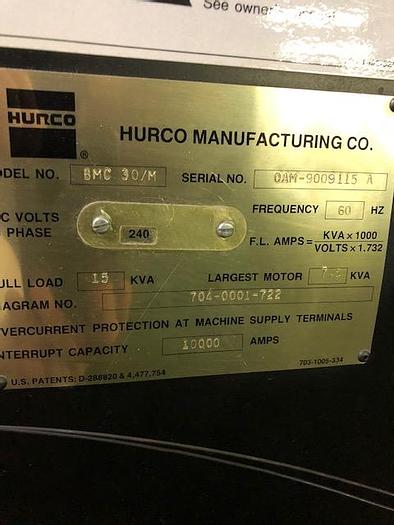 See owner
HURCO
®
HURCO MANUFACTURING CO.
ODEL NO. BMC 30/M SERIAL NO. QAM-9009115 A
C VOLTS
PHASE
240
FREQUENCY 60 HZ
F.L. AMPS = KVA x 1000
VOLTS x 1.732
ULL LOAD 15 KVA LARGEST MOTOR KVA
AGRAM NO. 704-0001-722
VERCURRENT PROTECTION AT MACHINE SUPPLY TERMINALS
NTERRUPT CAPACITY 10000 AMPS
703-1005-334
U.S. PATENTS: D-288820 & 4,477,754